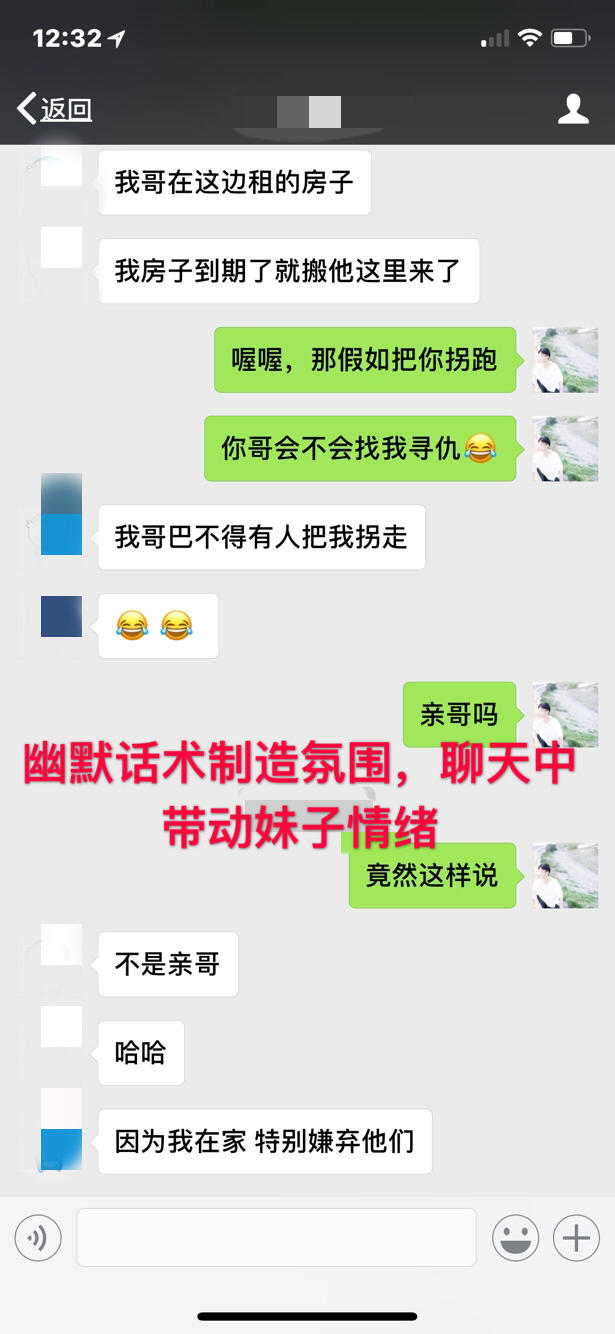 12:32
返回
我哥在这边租的房子
我房子到期了就搬他这里来了
喔喔，那假如把你拐跑
你哥会不会找我寻仇😂
我哥巴不得有人把我拐走
😂 😂
亲哥吗
幽默话术制造氛围，聊天中
带动妹子情绪
竟然这样说
不是亲哥
哈哈
因为我在家 特别嫌弃他们